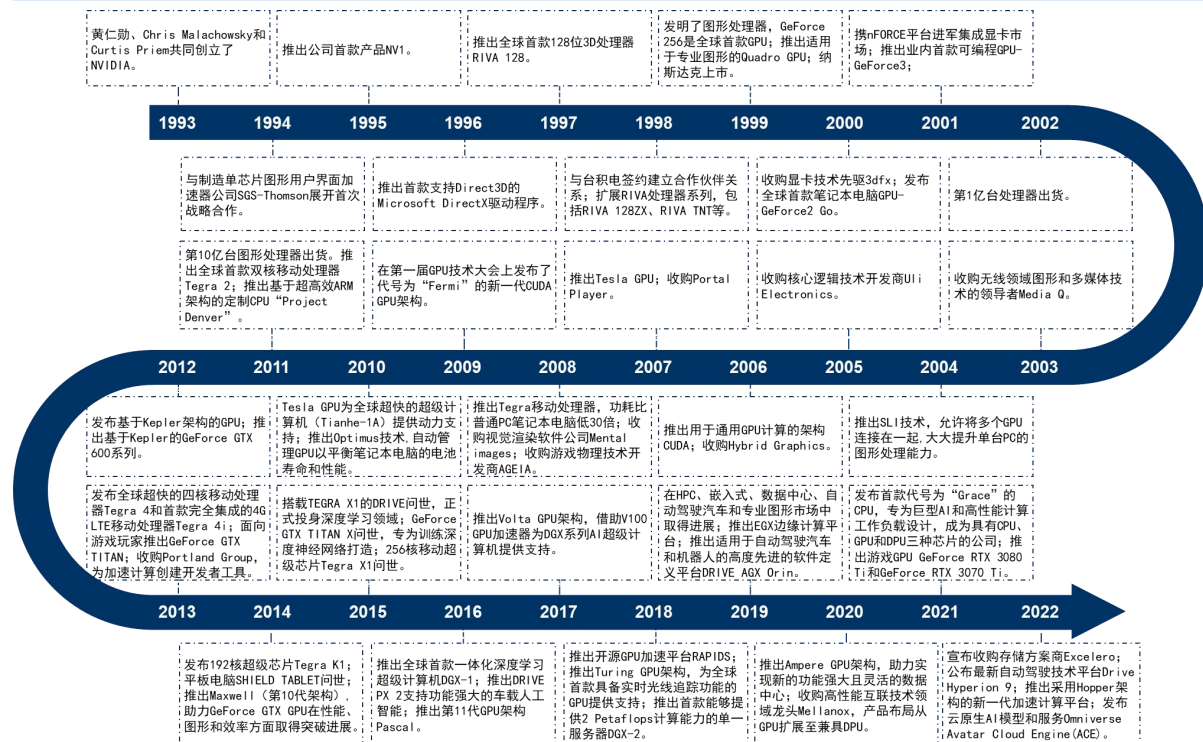 黄仁勋、Chris Malachowsky和
Curtis Priem共同创立了
NVIDIA。
推出公司首款产品NV1。
推出全球首款128位3D处理器
RIVA 128。
发明了图形处理器，GeForce
256是全球首款GPU；推出适用
于专业图形的Quadro GPU；纳
斯达克上市。
携nFORCE平台进军集成显卡市
场；推出业内首款可编程GPU-
GeForce3；
1993 1994 1995 1996 1997 1998 1999 2000 2001 2002
与制造单芯片图形用户界面加
速器公司SGS-Thomson展开首次
战略合作。
推出首款支持Direct3D的
Microsoft DirectX驱动程序。
与台积电签约建立合作伙伴关
系；扩展RIVA处理器系列，包
括RIVA 128ZX、RIVA TNT等。
收购显卡技术先驱3dfx；发布
全球首款笔记本电脑GPU-
GeForce2 Go。
第1亿台处理器出货。
第10亿台图形处理器出货。推
出全球首款双核移动处理器
Tegra 2；推出基于超高效ARM
架构的定制CPU“Project
Denver”。
在第一届GPU技术大会上发布了
代号为“Fermi”的新一代CUDA
GPU架构。
推出Tesla GPU；收购Portal
Player。
收购核心逻辑技术开发商Uli
Electronics。
收购无线领域图形和多媒体技
术的领导者Media Q。
2012 2011 2010 2009 2008 2007 2006 2005 2004 2003
发布基于Kepler架构的GPU；推
出基于Kepler的GeForce GTX
600系列。
Tesla GPU为全球超快的超级计
算机（Tianhe-1A）提供动力支
持；推出Optimus技术,自动管
理GPU以平衡笔记本电脑的电池
寿命和性能。
推出Tegra移动处理器，功耗比
普通PC笔记本电脑低30倍；收
购视觉渲染软件公司Mental
images；收购游戏物理技术开
发商AGEIA。
推出用于通用GPU计算的架构
CUDA；收购Hybrid Graphics。
推出SLI技术，允许将多个GPU
连接在一起,大大提升单台PC的
图形处理能力。
发布全球超快的四核移动处理
器Tegra 4和首款完全集成的4G
LTE移动处理器Tegra 4i；面向
游戏玩家推出GeForce GTX
TITAN；收购Portland Group，
为加速计算创建开发者工具。
搭载TEGRA X1的DRIVE问世，正
式投身深度学习领域；GeForce
GTX TITAN X问世，专为训练深
度神经网络打造；256核移动超
级芯片Tegra X1问世。
推出Volta GPU架构，借助V100
GPU加速器为DGX系列AI超级计
算机提供支持。
在HPC、嵌入式、数据中心、自
动驾驶汽车和专业图形市场中
取得进展；推出EGX边缘计算平
台；推出适用于自动驾驶汽车
和机器人的高度先进的软件定
义平台DRIVE AGX Orin。
发布首款代号为“Grace”的
CPU，专为巨型AI和高性能计算
工作负载设计，成为具有CPU、
GPU和DPU三种芯片的公司；推
出游戏GPU GeForce RTX 3080
Ti和GeForce RTX 3070 Ti。
2013 2014 2015 2016 2017 2018 2019 2020 2021 2022
发布192核超级芯片Tegra K1；
平板电脑SHIELD TABLET问世；
推出Maxwell（第10代架构）,
助力GeForce GTX GPU在性能、
图形和效率方面取得突破进展。
推出全球首款一体化深度学习
超级计算机DGX-1；推出DRIVE
PX 2支持功能强大的车载人工
智能；推出第11代GPU架构
Pascal。
推出开源GPU加速平台RAPIDS；
推出Turing GPU架构，为全球
首款具备实时光线追踪功能的
GPU提供支持；推出首款能够提
供2 Petaflops计算能力的单一
服务器DGX-2。
推出Ampere GPU架构，助力实
现新的功能强大且灵活的数据
中心；收购高性能互联技术领
域龙头Mellanox，产品布局从
GPU扩展至兼具DPU。
宣布收购存储方案商Excelero；
公布最新自动驾驶技术平台Drive
Hyperion 9；推出采用Hopper架
构的新一代加速计算平台；发布
云原生AI模型和服务Omniverse
Avatar Cloud Engine(ACE)。